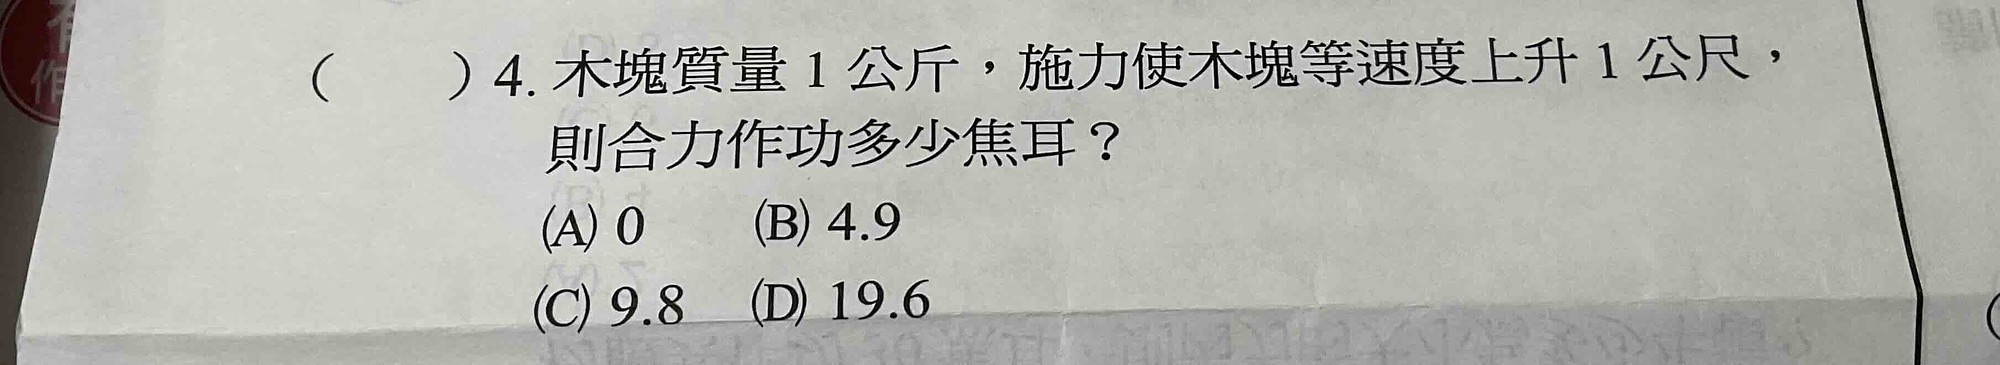 (　　) 4. 木塊質量 1 公斤，施力使木塊等速度上升 1 公尺，
則合力作功多少焦耳？
(A) 0　　(B) 4.9
(C) 9.8　(D) 19.6